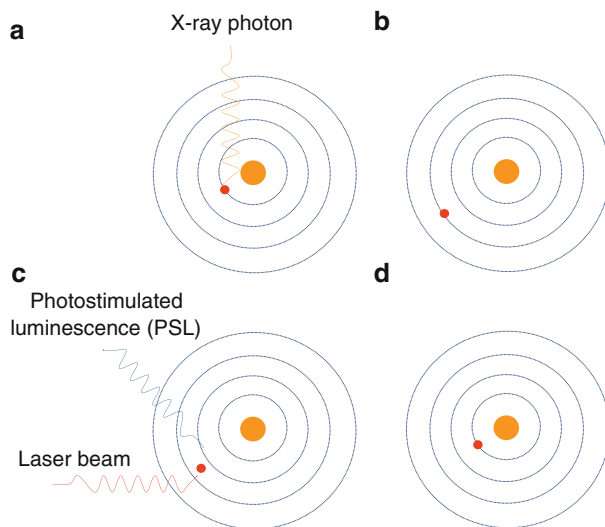 a
X-ray photon
b
c
Photostimulated
luminescence (PSL)
Laser beam
d